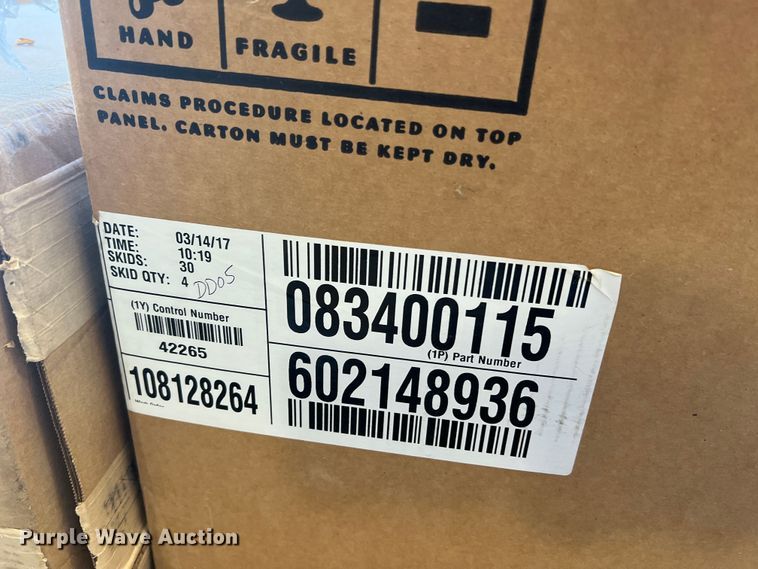 HAND
FRAGILE
CLAIMS PROCEDURE LOCATED ON TOP
PANEL. CARTON MUST BE KEPT DRY.
DATE: 03/14/17
TIME: 10:19
SKIDS: 30
SKID QTY: 4
DD05
(1Y) Control Number
42265
108128264
083400115
(1P) Part Number
602148936
Purple Wave Auction